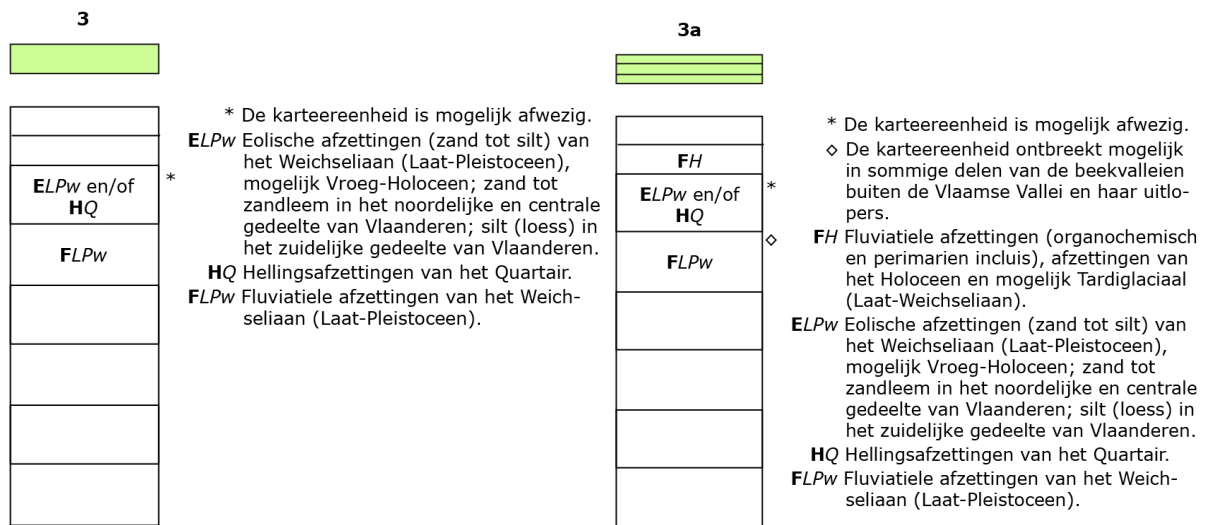 3
* De karteereenheid is mogelijk afwezig.
ELPw Eolische afzettingen (zand tot silt) van
het Weichseliaan (Laat-Pleistoceen),
mogelijk Vroeg-Holoceen; zand tot
zandleem in het noordelijke en centrale
gedeelte van Vlaanderen; silt (loess) in
het zuidelijke gedeelte van Vlaanderen.
HQ Hellingsafzettingen van het Quartair.
FLPw Fluviatiele afzettingen van het Weich-
seliaan (Laat-Pleistoceen).
ELPw en/of
HQ
*
FLPw
3a
FH
ELPw en/of
HQ
*
◇
FLPw
* De karteereenheid is mogelijk afwezig.
◇ De karteereenheid ontbreekt mogelijk
in sommige delen van de beekvalleien
buiten de Vlaamse Vallei en haar uitlo-
pers.
FH Fluviatiele afzettingen (organochemisch
en perimarien incluis), afzettingen van
het Holoceen en mogelijk Tardiglaciaal
(Laat-Weichseliaan).
ELPw Eolische afzettingen (zand tot silt) van
het Weichseliaan (Laat-Pleistoceen),
mogelijk Vroeg-Holoceen; zand tot
zandleem in het noordelijke en centrale
gedeelte van Vlaanderen; silt (loess) in
het zuidelijke gedeelte van Vlaanderen.
HQ Hellingsafzettingen van het Quartair.
FLPw Fluviatiele afzettingen van het Weich-
seliaan (Laat-Pleistoceen).